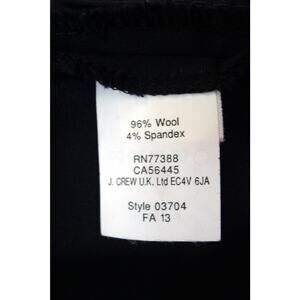 96% Wool
4% Spandex
RN77388
CA56445
J. CREW U.K. Ltd EC4V 6JA
Style 03704
FA 13